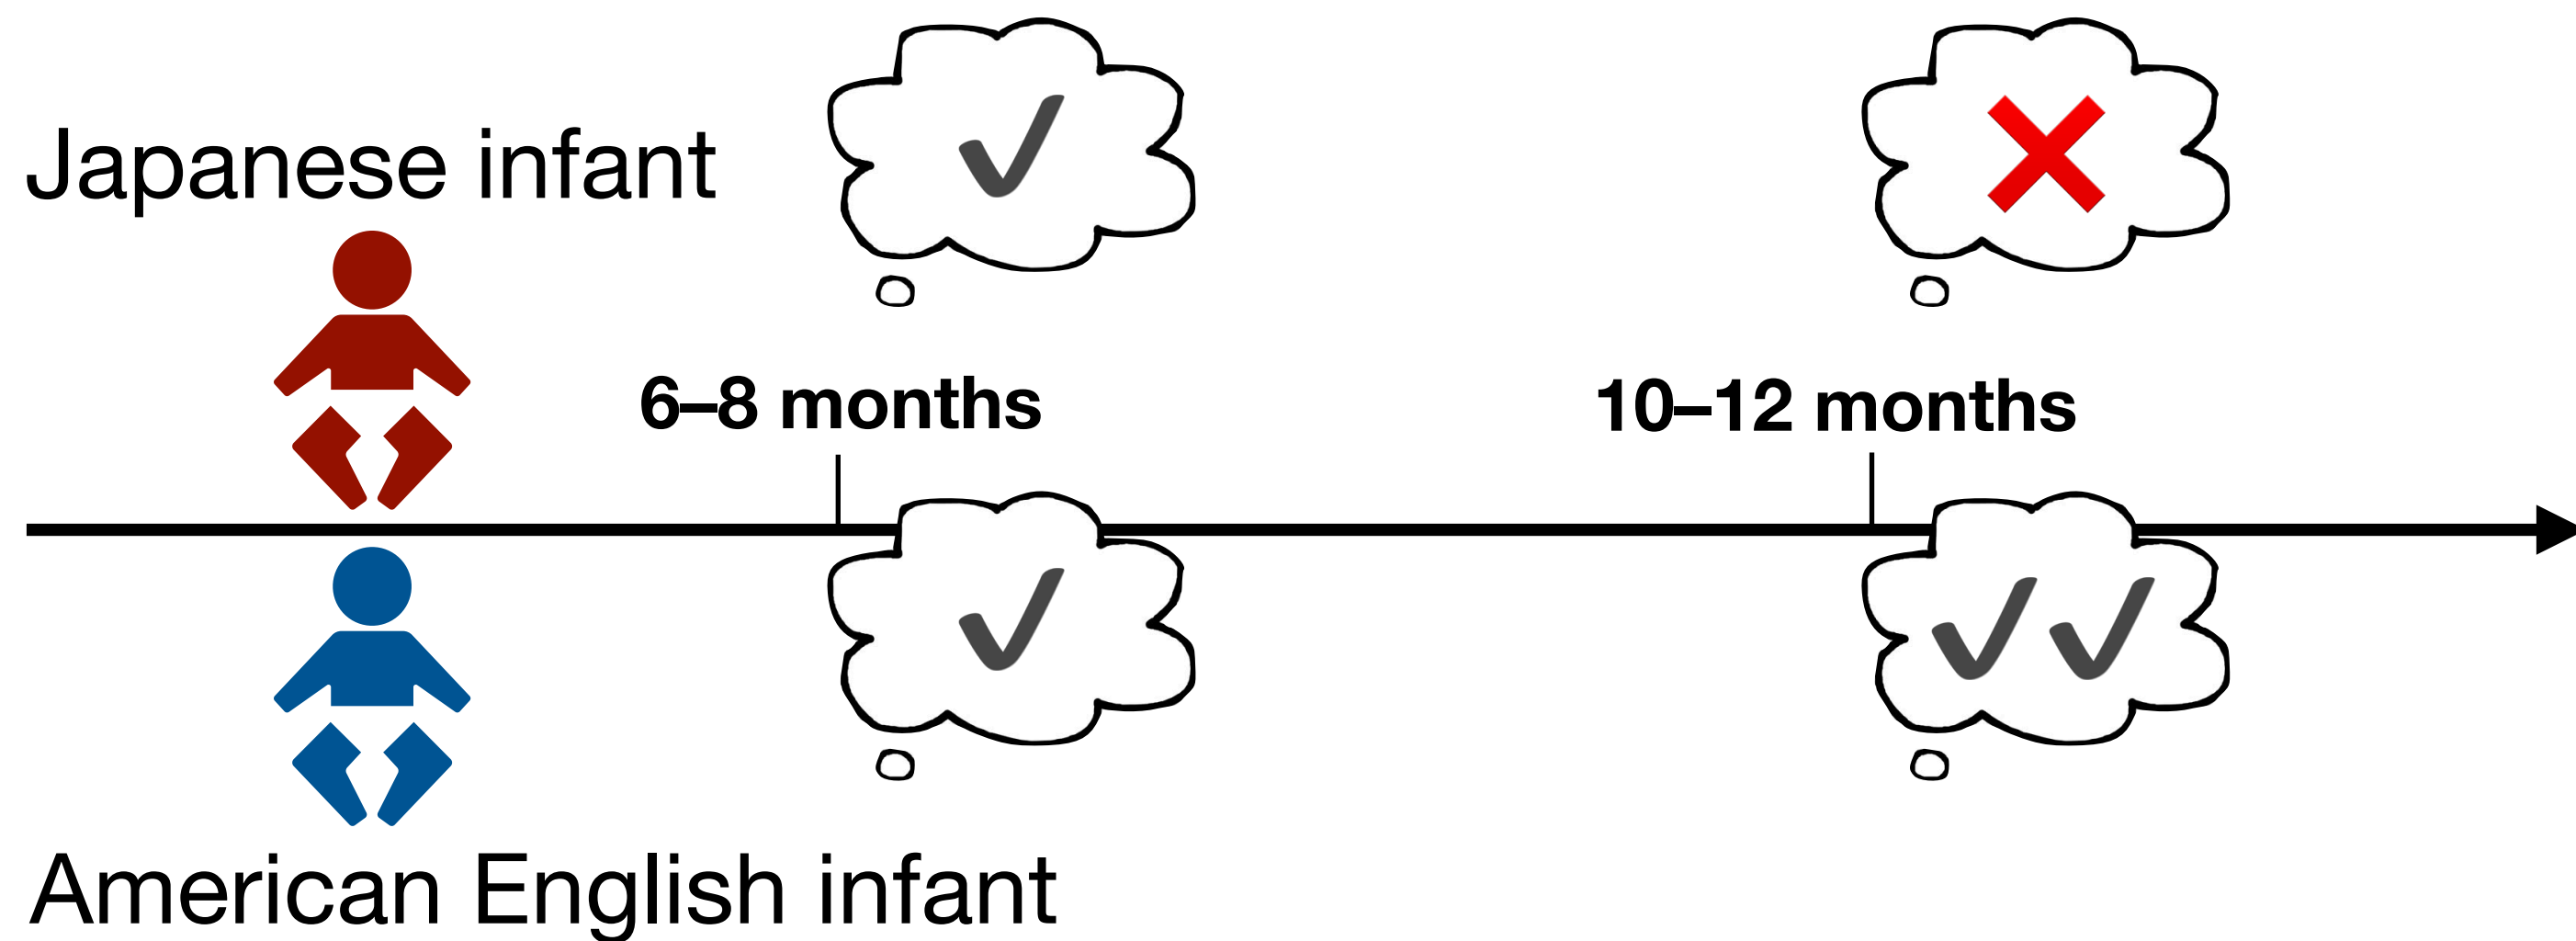 Japanese infant
6–8 months
10–12 months
American English infant